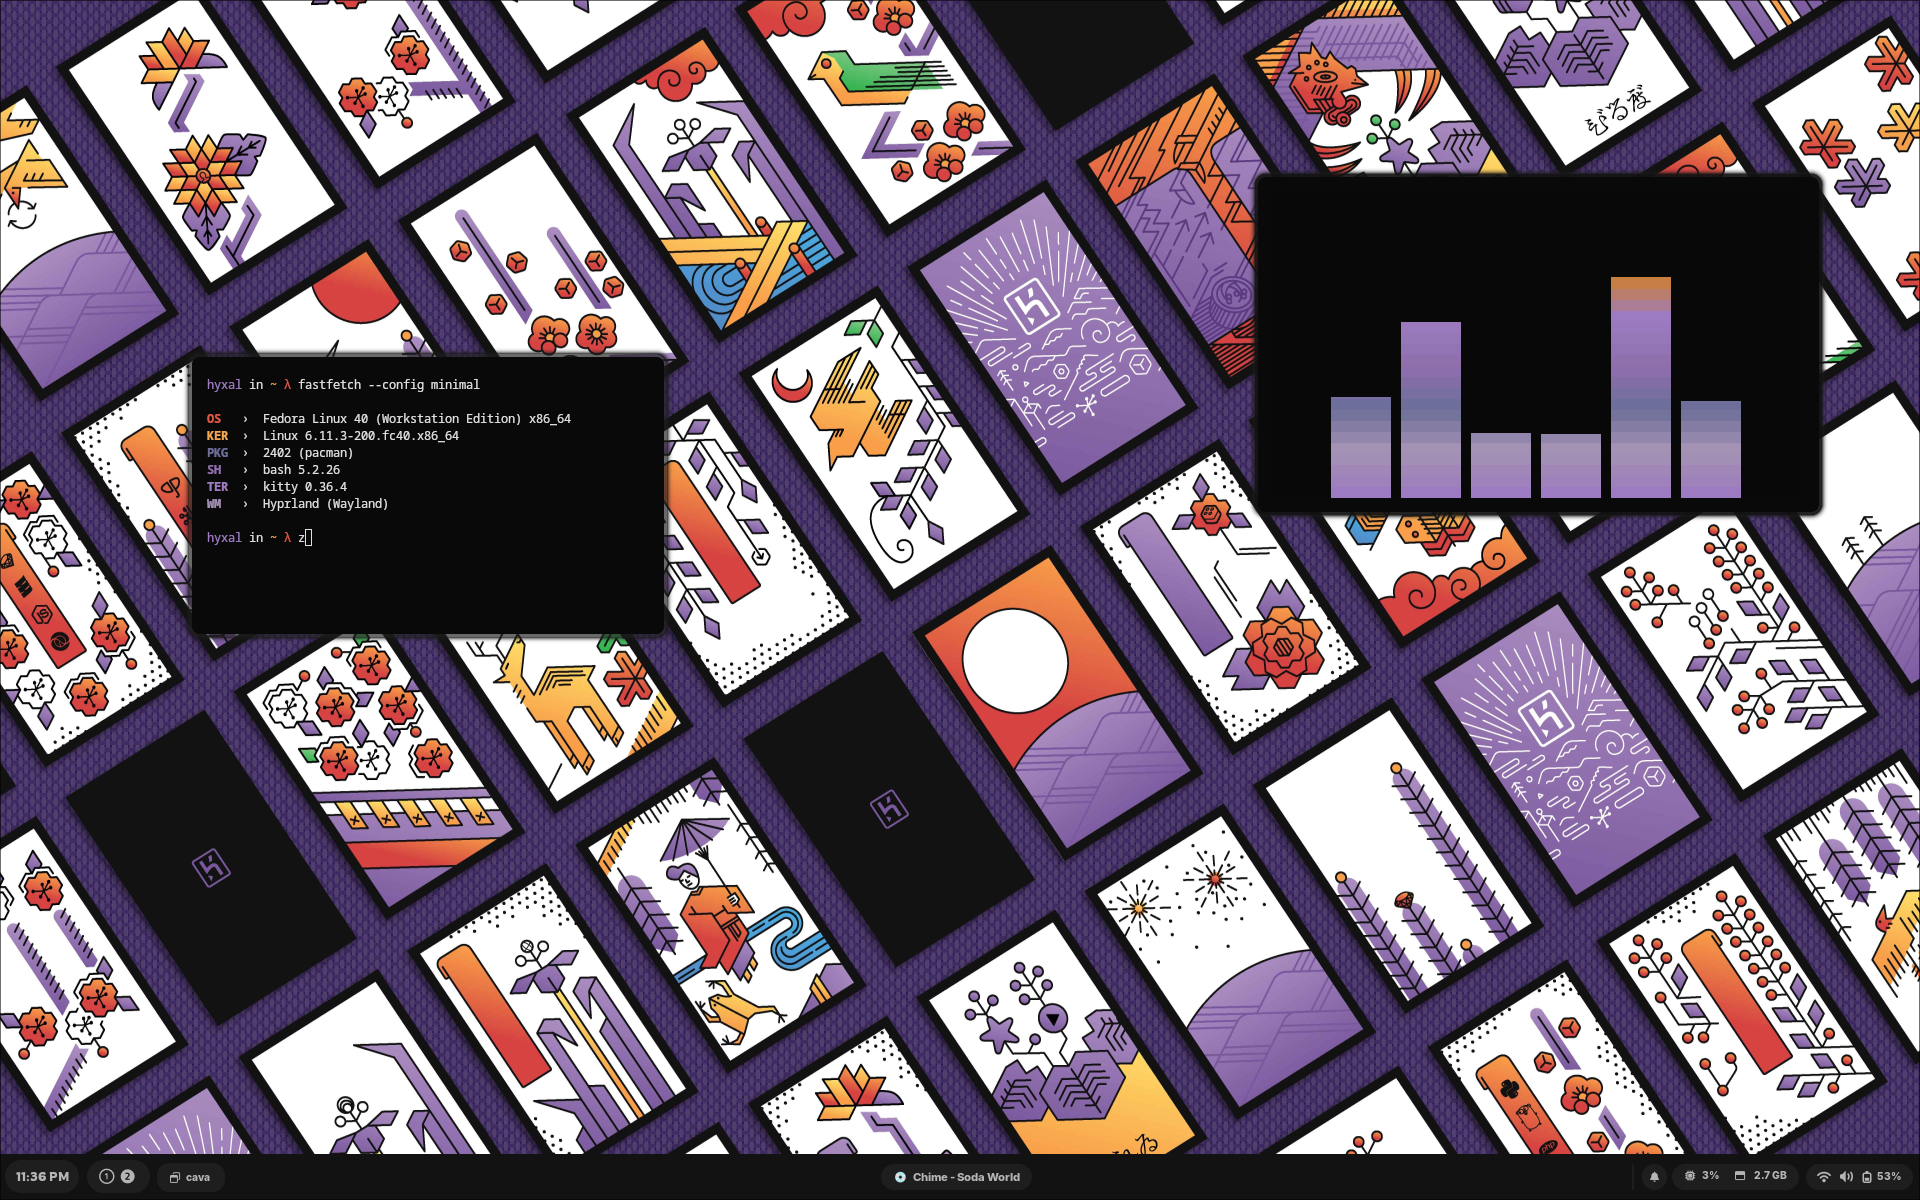 hyxal in ~ λ fastfetch --config minimal
OS › Fedora Linux 40 (Workstation Edition) x86_64
KER › Linux 6.11.3-200.fc40.x86_64
PKG › 2402 (pacman)
SH › bash 5.2.26
TER › kitty 0.36.4
WM › Hyprland (Wayland)
hyxal in ~ λ z
11:36 PM
1 2
cava
Chime - Soda World
3%
2.7GB
53%